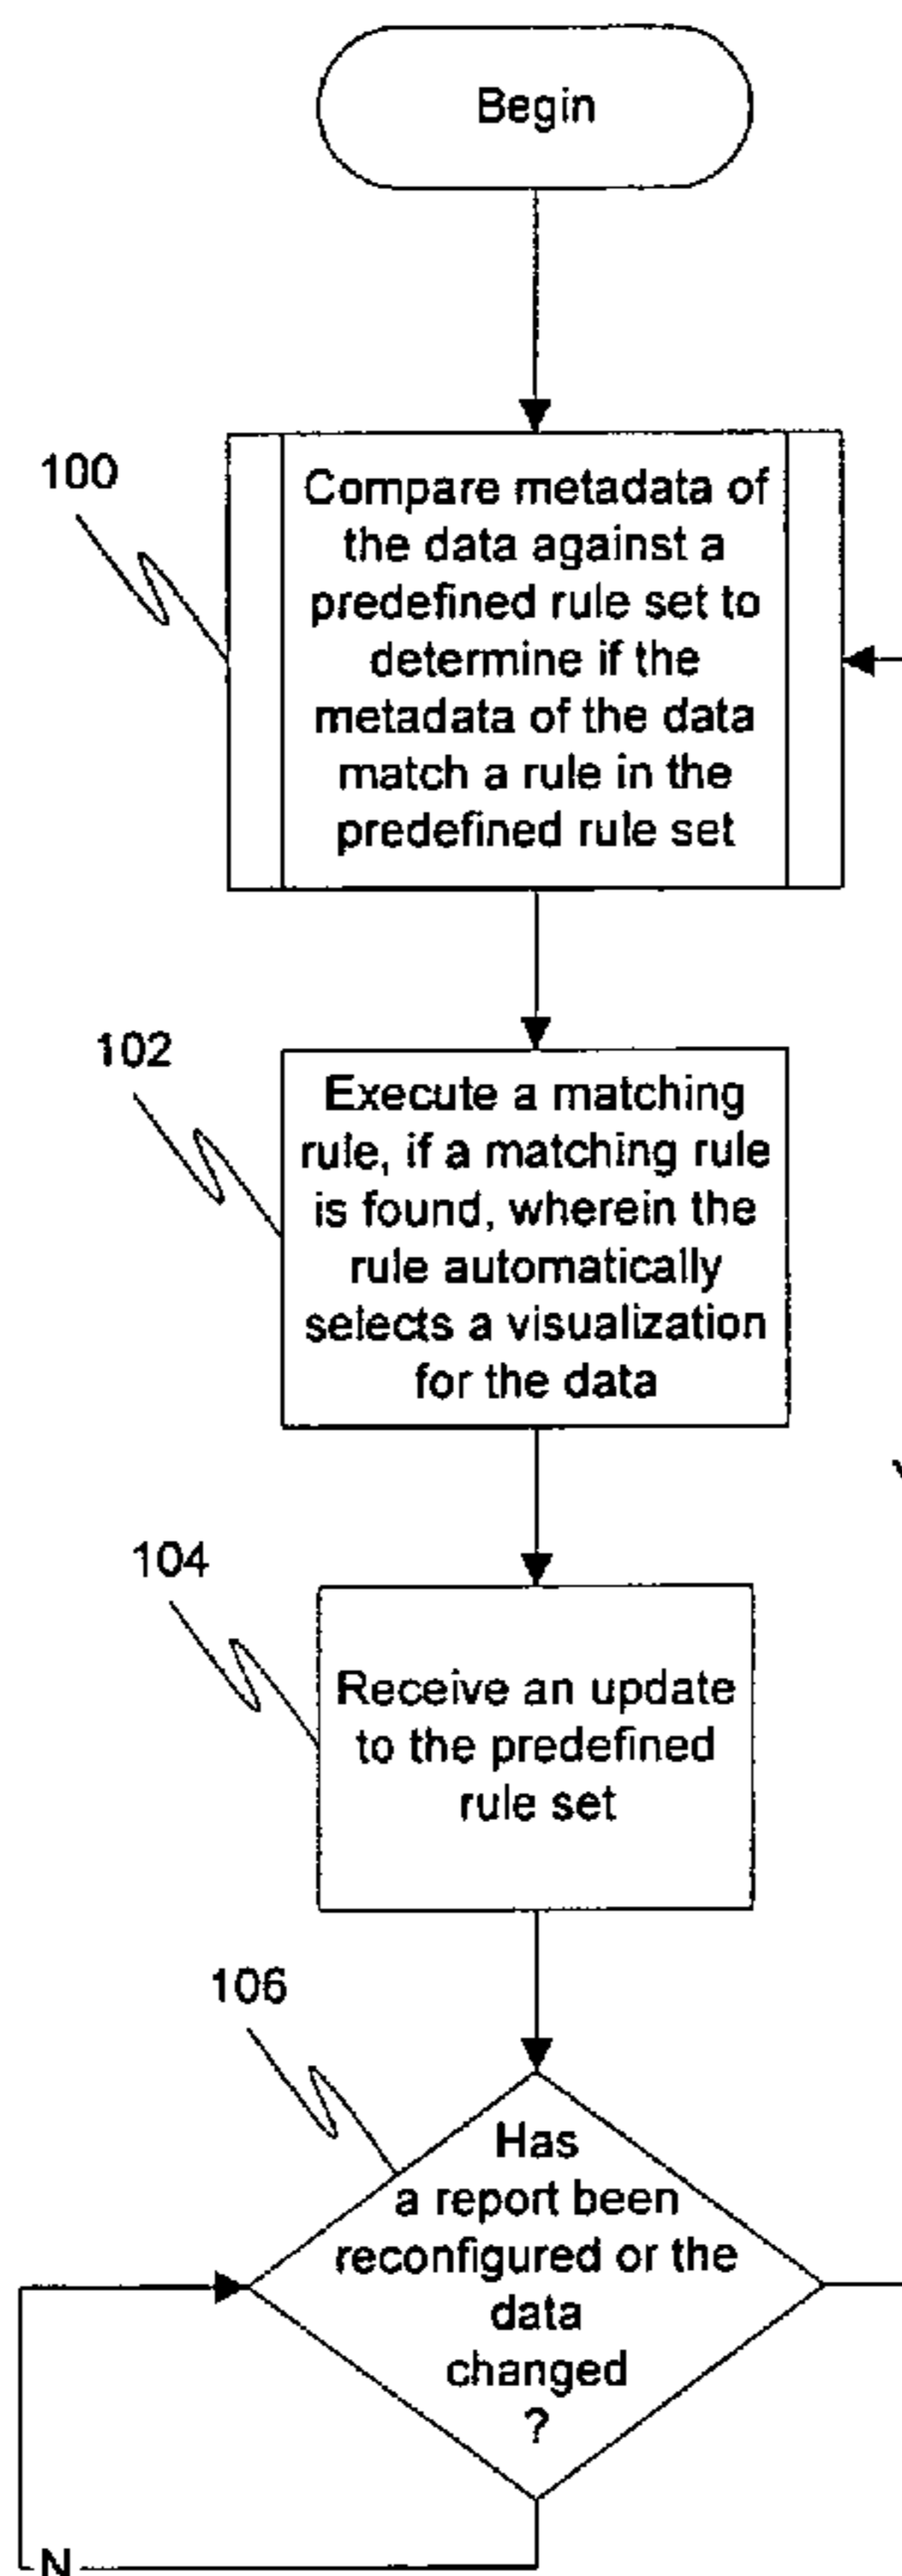 Begin
100
Compare metadata of
the data against a
predefined rule set to
determine if the
metadata of the data
match a rule in the
predefined rule set
102
Execute a matching
rule, if a matching rule
is found, wherein the
rule automatically
selects a visualization
for the data
104
Receive an update
to the predefined
rule set
106
Has
a report been
reconfigured or the
data
changed
?
N